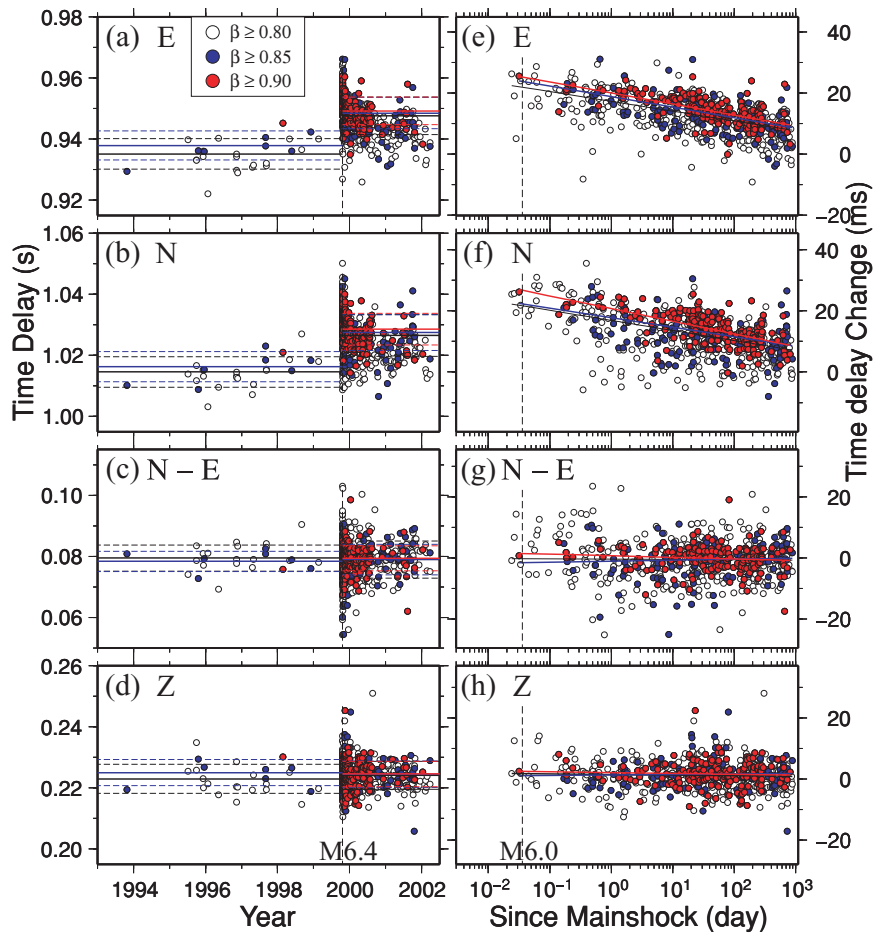 (a) E
β ≥ 0.80
β ≥ 0.85
β ≥ 0.90
0.98
0.96
0.94
0.92
(e) E
40
20
0
−20
(b) N
1.06
1.04
1.02
1.00
(f) N
40
20
0
(c) N − E
0.10
0.08
0.06
(g) N − E
20
0
−20
(d) Z
0.26
0.24
0.22
0.20
M6.4
(h) Z
20
0
−20
M6.0
Time Delay (s)
Time delay Change (ms)
1994 1996 1998 2000 2002
Year
10−2 10−1 100 101 102 103
Since Mainshock (day)